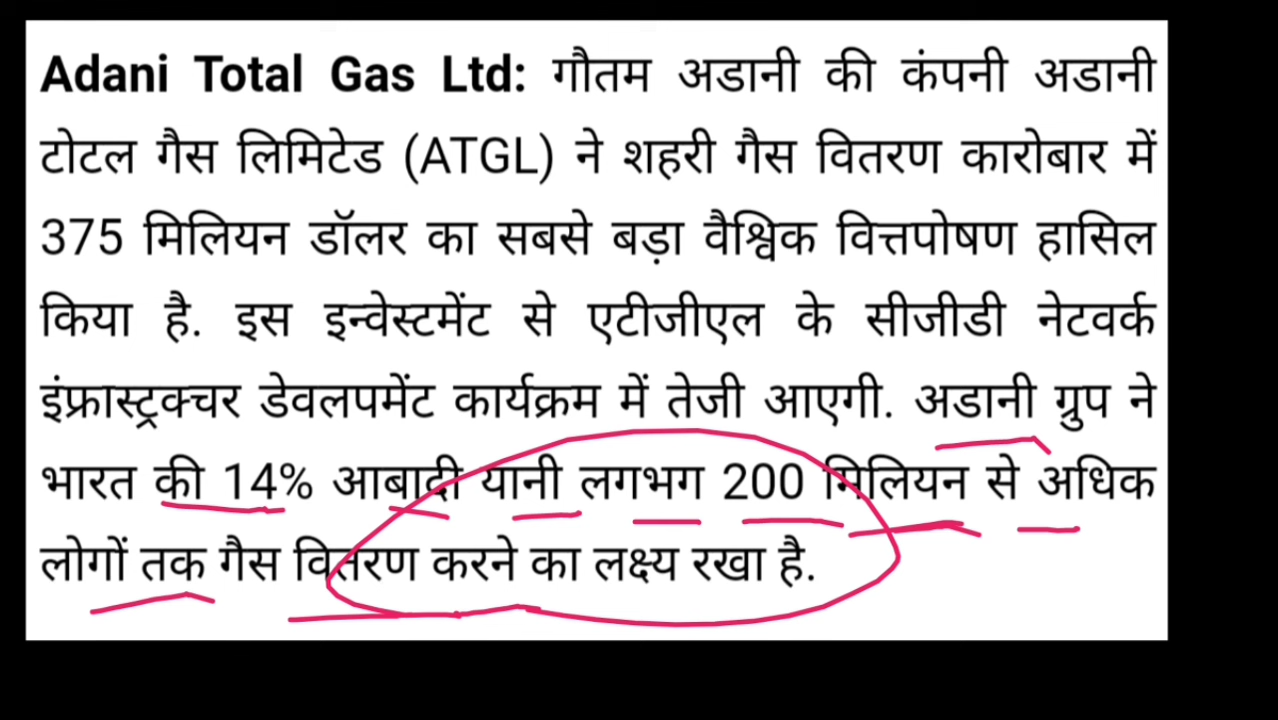 Adani Total Gas Ltd: गौतम अडानी की कंपनी अडानी
टोटल गैस लिमिटेड (ATGL) ने शहरी गैस वितरण कारोबार में
375 मिलियन डॉलर का सबसे बड़ा वैश्विक वित्तपोषण हासिल
किया है. इस इन्वेस्टमेंट से एटीजीएल के सीजीडी नेटवर्क
इंफ्रास्ट्रक्चर डेवलपमेंट कार्यक्रम में तेजी आएगी. अडानी ग्रुप ने
भारत की 14% आबादी यानी लगभग 200 मिलियन से अधिक
लोगों तक गैस वितरण करने का लक्ष्य रखा है.